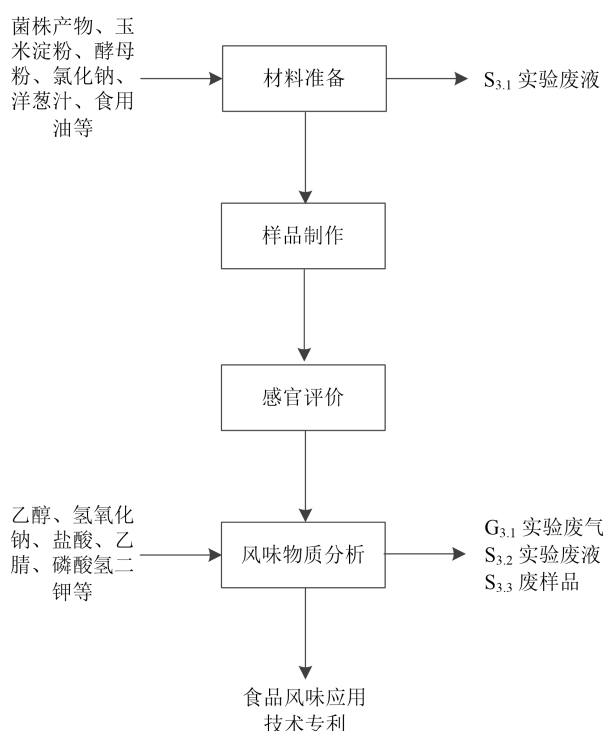 菌株产物、玉
米淀粉、酵母
粉、氯化钠、
洋葱汁、食用
油等
材料准备
S3.1 实验废液
样品制作
感官评价
乙醇、氢氧化
钠、盐酸、乙
腈、磷酸氢二
钾等
风味物质分析
G3.1 实验废气
S3.2 实验废液
S3.3 废样品
食品风味应用
技术专利